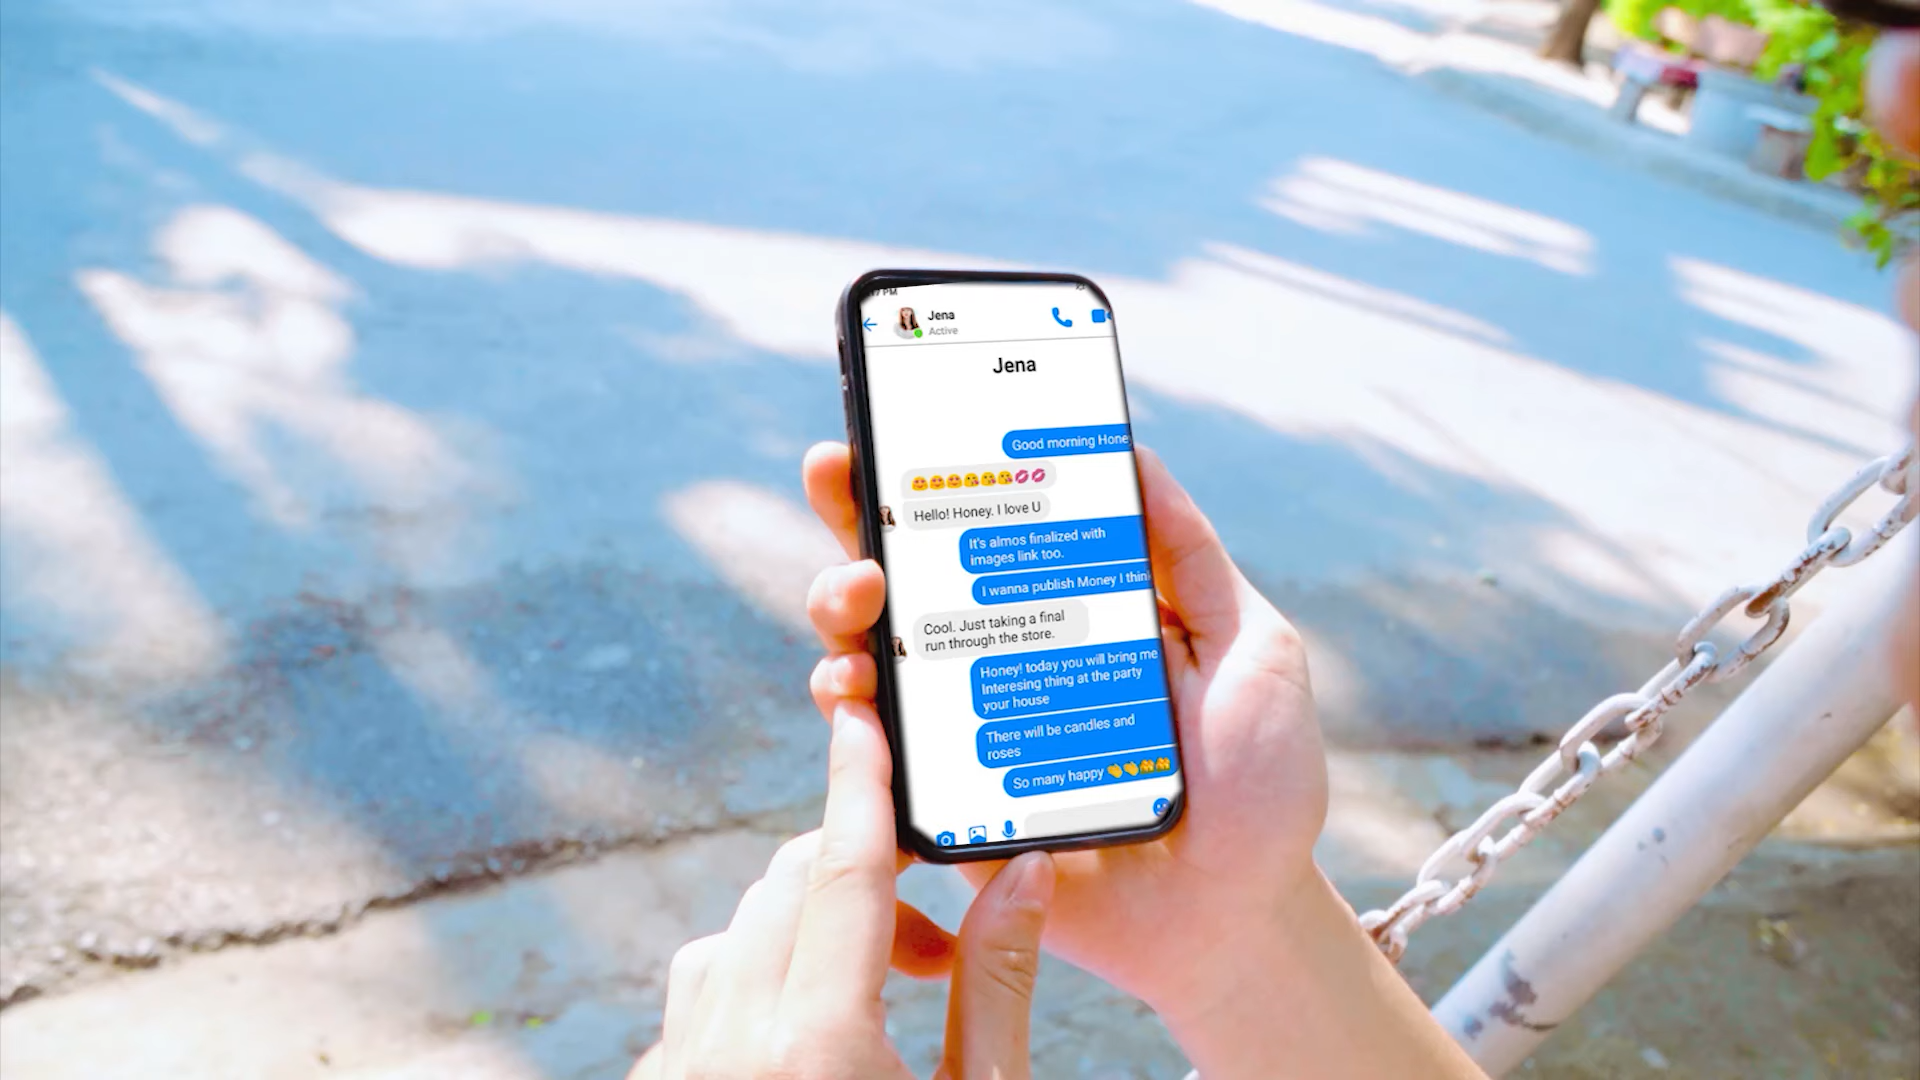 7 PM
Jena
Active
Jena
Good morning Hone
Hello! Honey. I love U
It's almos finalized with
images link too.
I wanna publish Money I thin
Cool. Just taking a final
run through the store.
Honey! today you will bring me
Interesing thing at the party
your house
There will be candles and
roses
So many happy